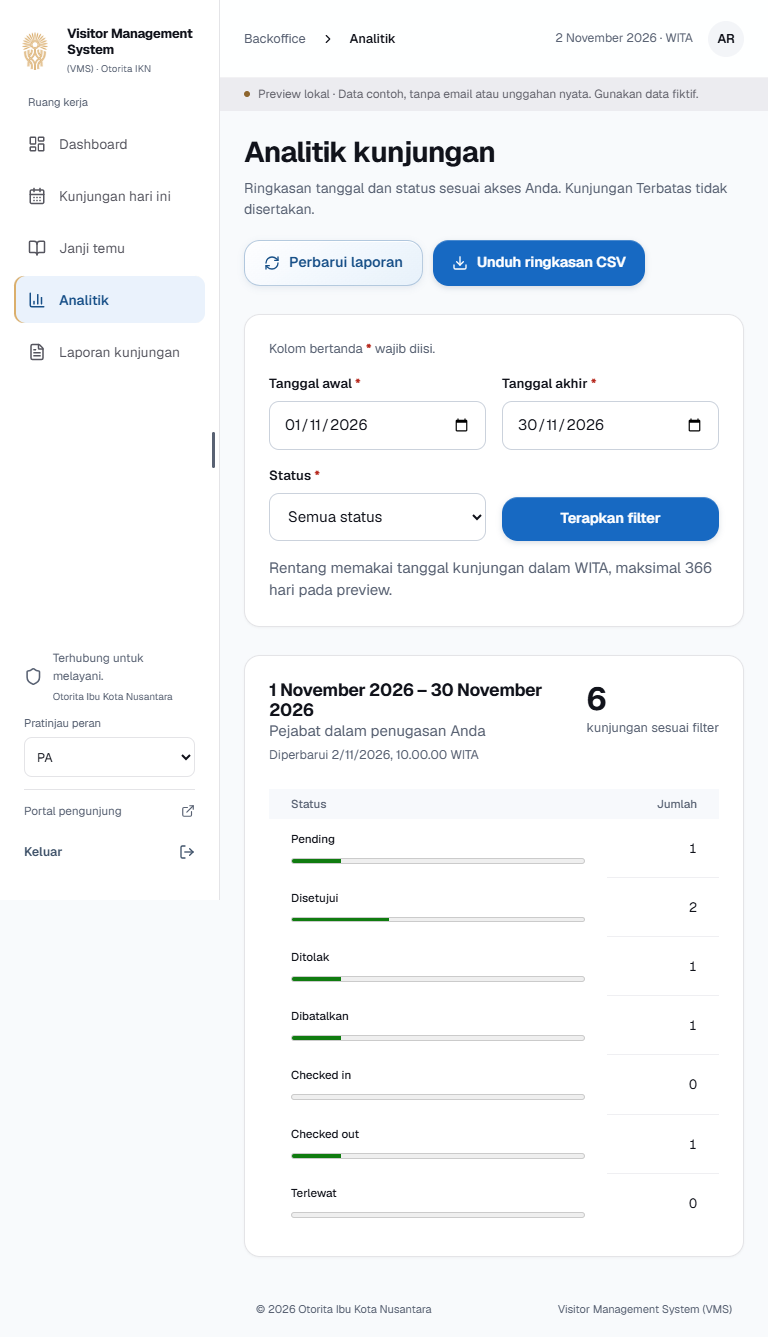 Visitor Management
System
(VMS) · Otorita IKN
Ruang kerja
Dashboard
Kunjungan hari ini
Janji temu
Analitik
Laporan kunjungan
Terhubung untuk
melayani.
Otorita Ibu Kota Nusantara
Pratinjau peran
PA
Portal pengunjung
Keluar
Backoffice > Analitik
2 November 2026 · WITA
AR
Preview lokal · Data contoh, tanpa email atau unggahan nyata. Gunakan data fiktif.
Analitik kunjungan
Ringkasan tanggal dan status sesuai akses Anda. Kunjungan Terbatas tidak
disertakan.
Perbarui laporan
Unduh ringkasan CSV
Kolom bertanda * wajib diisi.
Tanggal awal *
Tanggal akhir *
01/11/2026
30/11/2026
Status *
Semua status
Terapkan filter
Rentang memakai tanggal kunjungan dalam WITA, maksimal 366
hari pada preview.
1 November 2026 – 30 November
2026
Pejabat dalam penugasan Anda
Diperbarui 2/11/2026, 10.00.00 WITA
6
kunjungan sesuai filter
Status Jumlah
Pending 1
Disetujui 2
Ditolak 1
Dibatalkan 1
Checked in 0
Checked out 1
Terlewat 0
© 2026 Otorita Ibu Kota Nusantara
Visitor Management System (VMS)